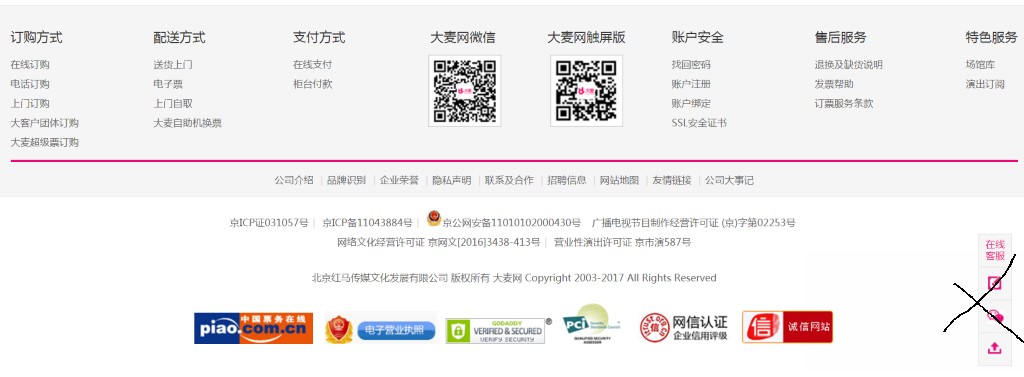 订购方式
在线订购
电话订购
上门订购
大客户团体订购
大麦超级票订购
配送方式
送货上门
电子票
上门自取
大麦自助机换票
支付方式
在线支付
柜台付款
大麦网微信
大麦网触屏版
账户安全
找回密码
账户注册
账户绑定
SSL安全证书
售后服务
退换及缺货说明
发票帮助
订票服务条款
特色服务
场馆库
演出订阅
公司介绍 | 品牌识别 | 企业荣誉 | 隐私声明 | 联系及合作 | 招聘信息 | 网站地图 | 友情链接 | 公司大事记
京ICP证031057号 | 京ICP备11043884号 | 京公网安备11010102000430号 广播电视节目制作经营许可证 (京)字第02253号
网络文化经营许可证 京网文[2016]3438-413号 | 营业性演出许可证 京市演587号
北京红马传媒文化发展有限公司 版权所有 大麦网 Copyright 2003-2017 All Rights Reserved
中国票务在线
piao.com.cn
电子营业执照
GODADDY
VERIFIED & SECURED
VERIFY SECURITY
PCI
网信认证
企业信用评级
信
诚信网站
在线
客服